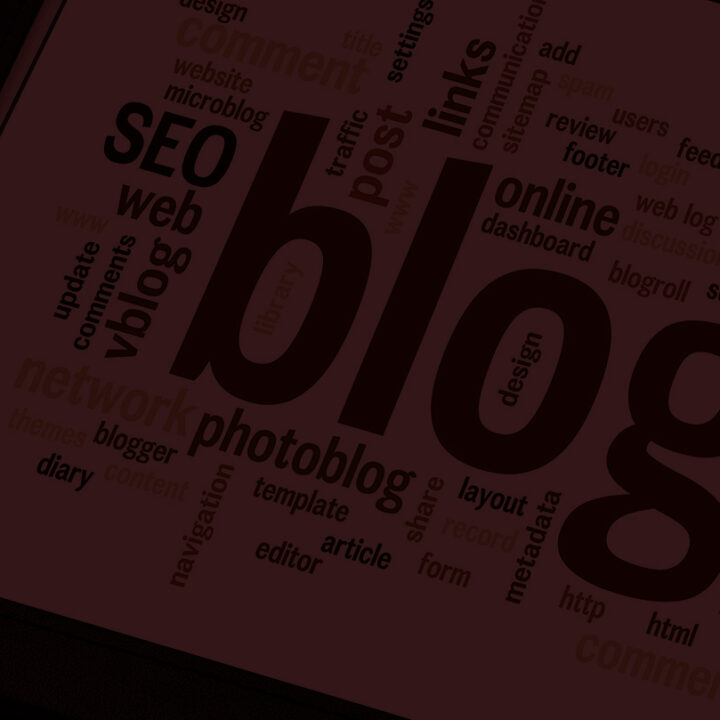 design
comment
title
settings
links
communication
add
website
microblog
traffic
post
sitemap
spam
users
review
footer
login
feed
SEO
web
www
www
online
dashboard
web log
discussio
blogroll
update
comments
vblog
library
blog
design
network
themes
blogger
photoblog
diary
content
navigation
template
share
layout
record
metadata
editor
article
form
http
html
commen